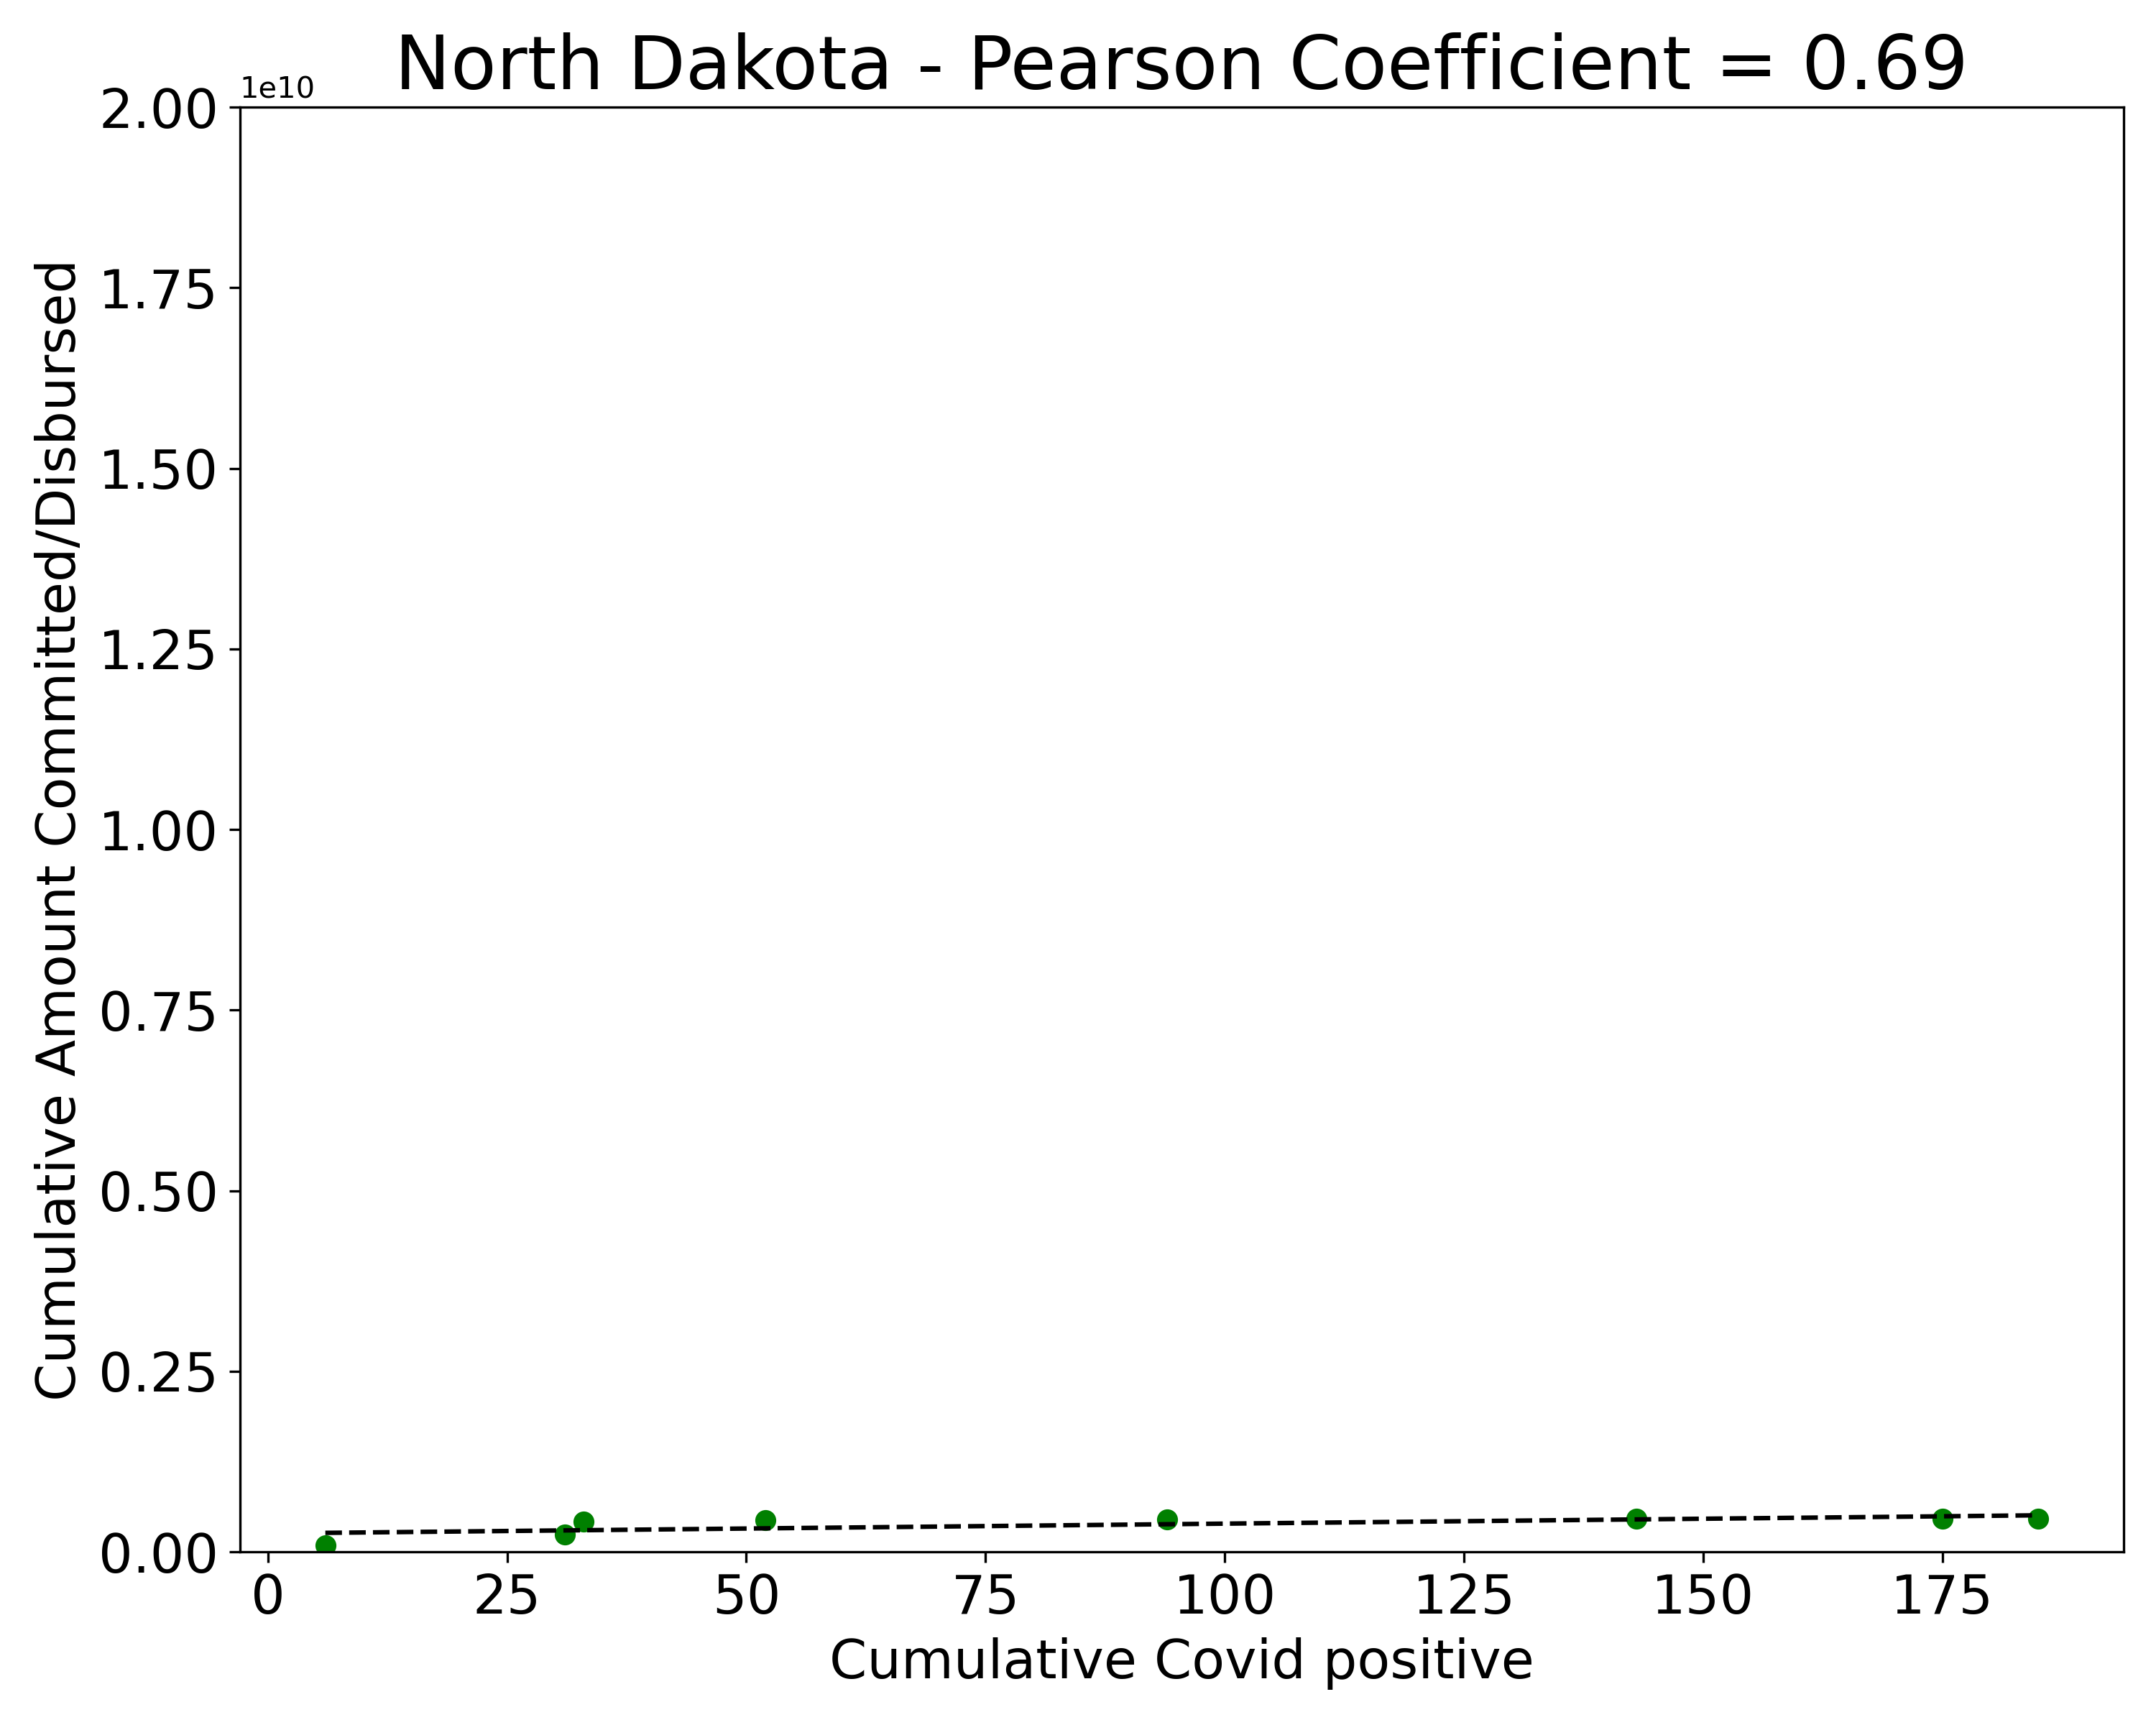 North Dakota - Pearson Coefficient = 0.69
1e10
2.00
1.75
1.50
1.25
1.00
0.75
0.50
0.25
0.00
Cumulative Amount Committed/Disbursed
0 25 50 75 100 125 150 175
Cumulative Covid positive